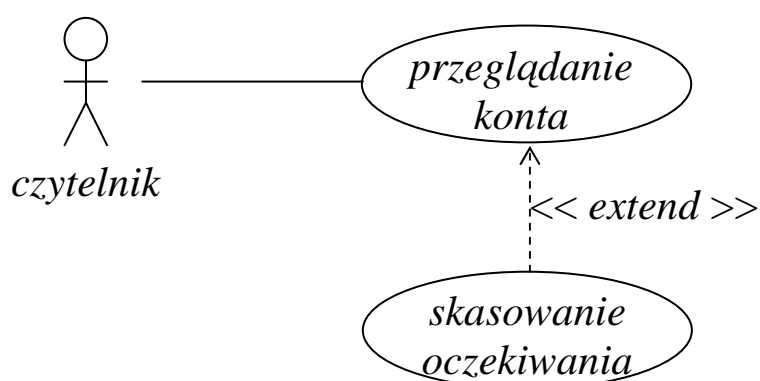 przeglądanie
konta
czytelnik
<< extend >>
skasowanie
oczekiwania